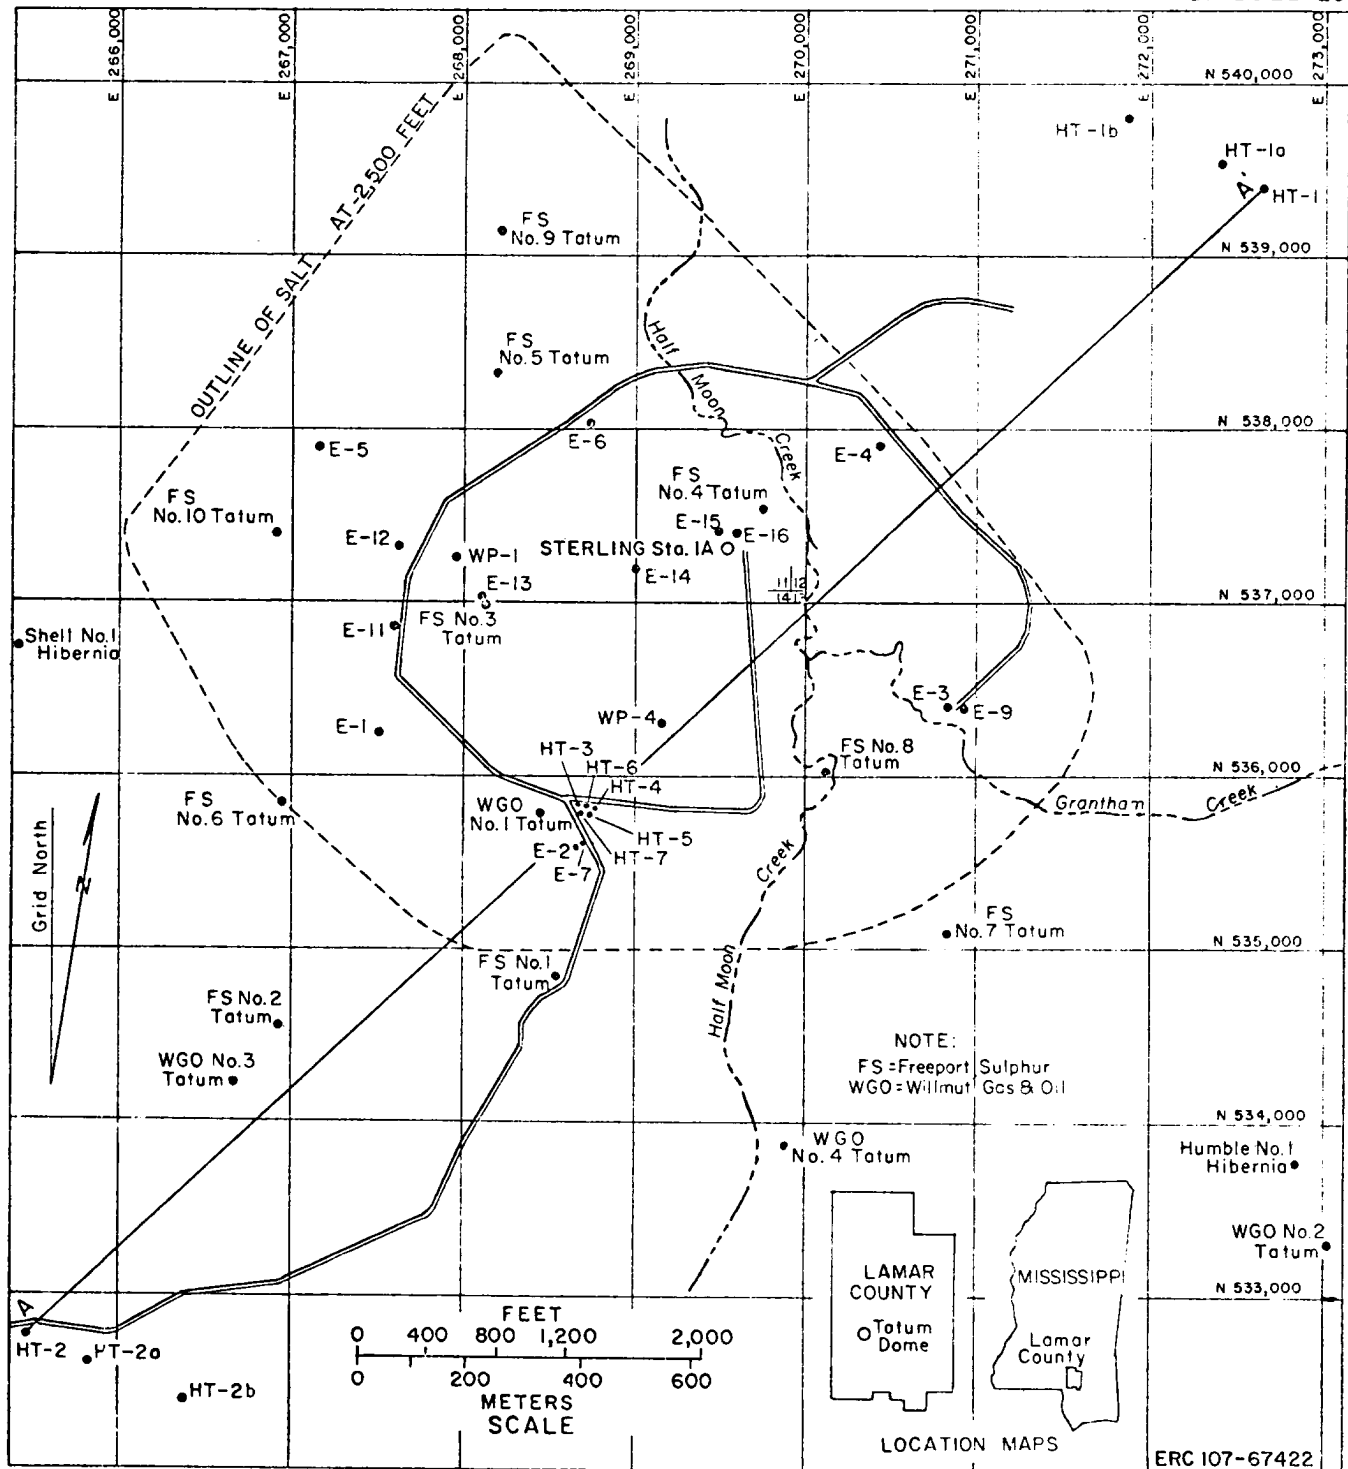 E 266,000
E 267,000
E 268,000
E 269,000
E 270,000
E 271,000
E 272,000
E 273,000
N 540,000
HT-1b
HT-1a
A'
HT-1
OUTLINE OF SALT AT-2,500 FEET
FS
No. 9 Tatum
N 539,000
Half
Moon
Creek
FS
No. 5 Tatum
N 538,000
E-6
E-5
E-4
FS
No. 4 Tatum
FS
No. 10 Tatum
E-15
E-16
E-12
WP-1
STERLING Sta. 1A
E-14
E-13
11 12
14 13
N 537,000
FS No. 3
Tatum
E-11
Shell No. 1
Hibernia
E-3
E-9
WP-4
E-1
HT-3
HT-6
HT-4
FS No. 8
Tatum
N 536,000
Grantham
Creek
FS
No. 6 Tatum
WGO
No. 1 Tatum
HT-5
HT-7
E-2
E-7
Creek
Grid North
N
FS
No. 7 Tatum
N 535,000
FS No. 1
Tatum
Half Moon
FS No. 2
Tatum
WGO No. 3
Tatum
NOTE:
FS = Freeport Sulphur
WGO = Willmut Gas & Oil
N 534,000
WGO
No. 4 Tatum
Humble No. 1
Hibernia
WGO No. 2
Tatum
N 533,000
LAMAR
COUNTY
Tatum
Dome
MISSISSIPPI
Lamar
County
A
HT-2
HT-2a
HT-2b
FEET
0 400 800 1,200 2,000
0 200 400 600
METERS
SCALE
LOCATION MAPS
ERC 107-67422